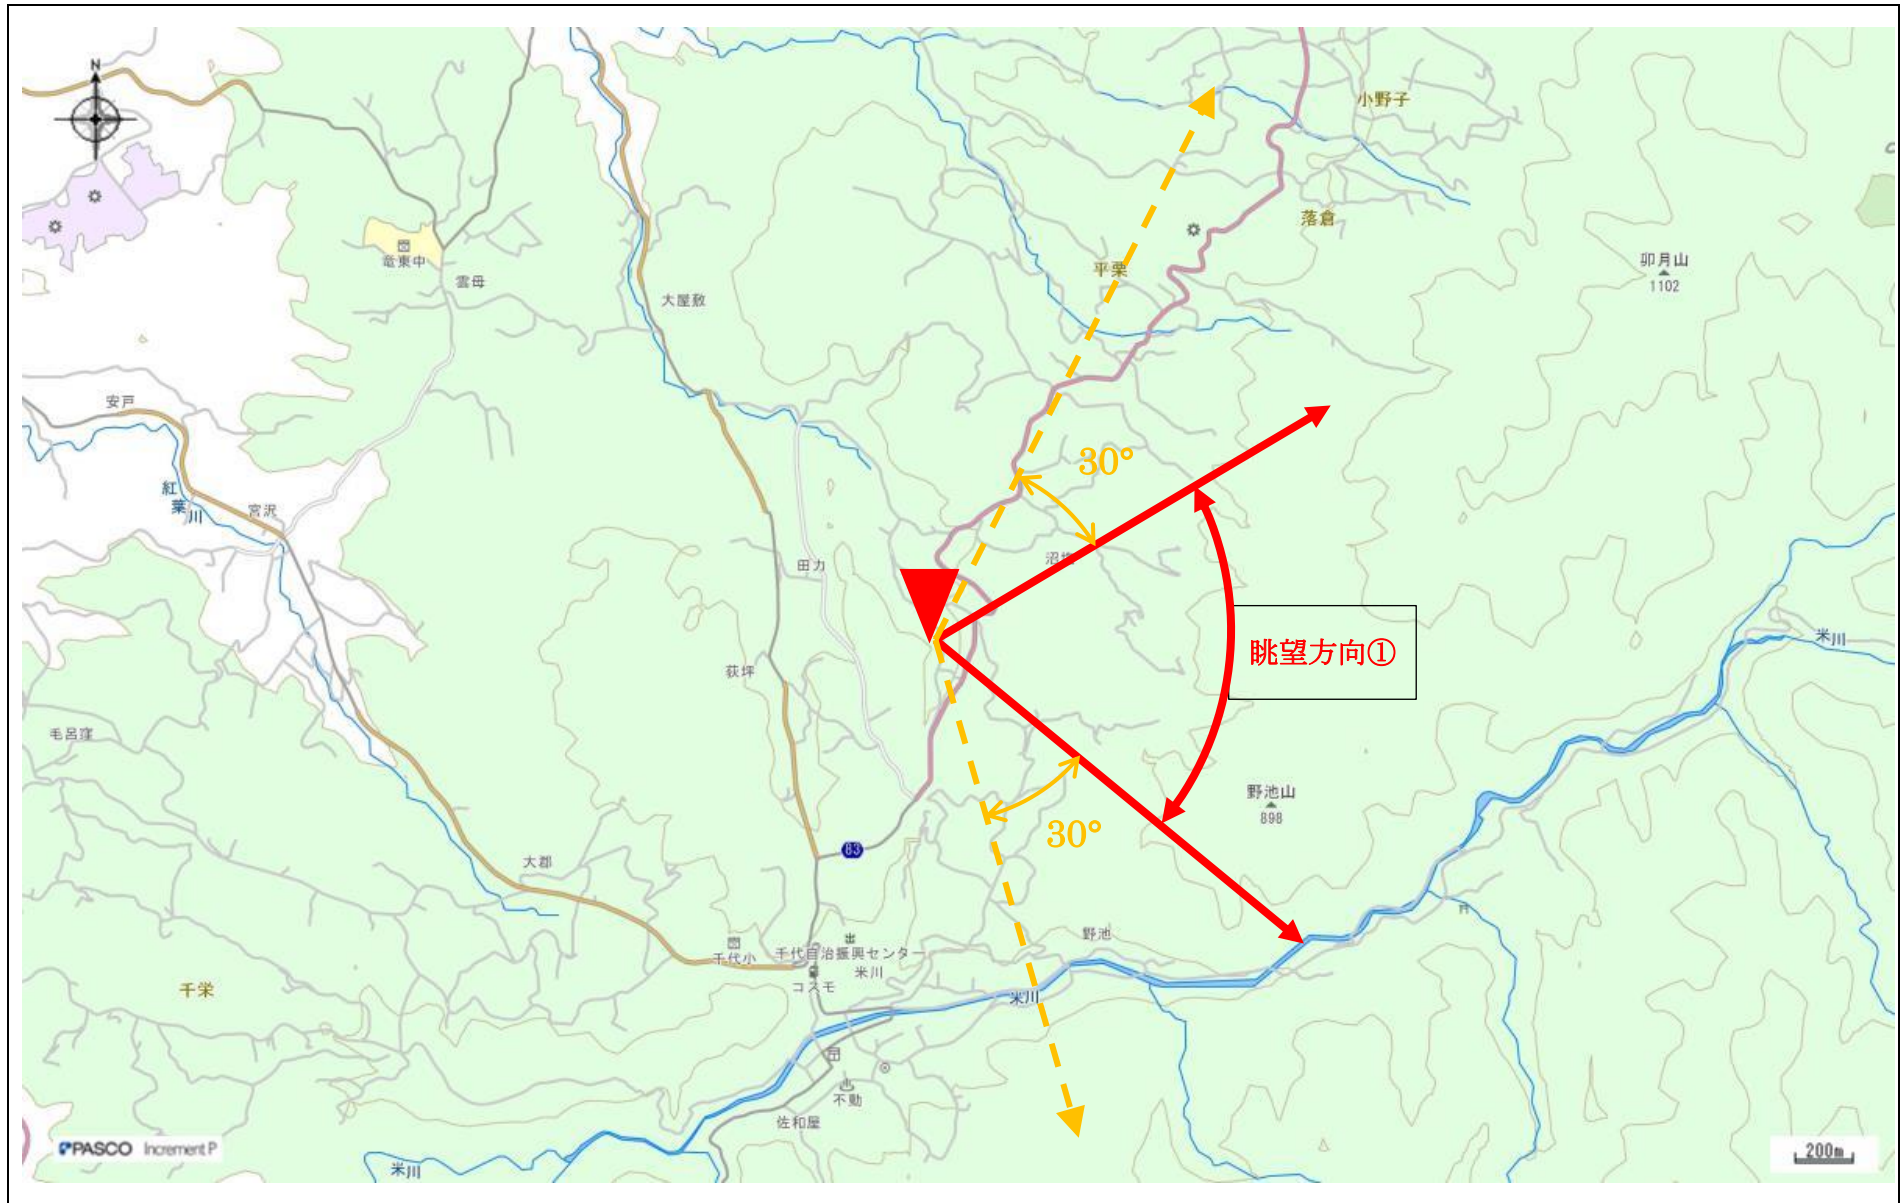 N
小野子
落倉
卯月山
1102
平栗
竜東中
雲母
大屋敷
安戸
30°
紅葉川
宮沢
田力
米川
眺望方向①
荻坪
毛呂窪
野池山
898
30°
83
大郡
野池
千代小
千代自治振興センター
米川
コスモ
千栄
米川
不動
佐和屋
PASCO Increment P
200m
米川